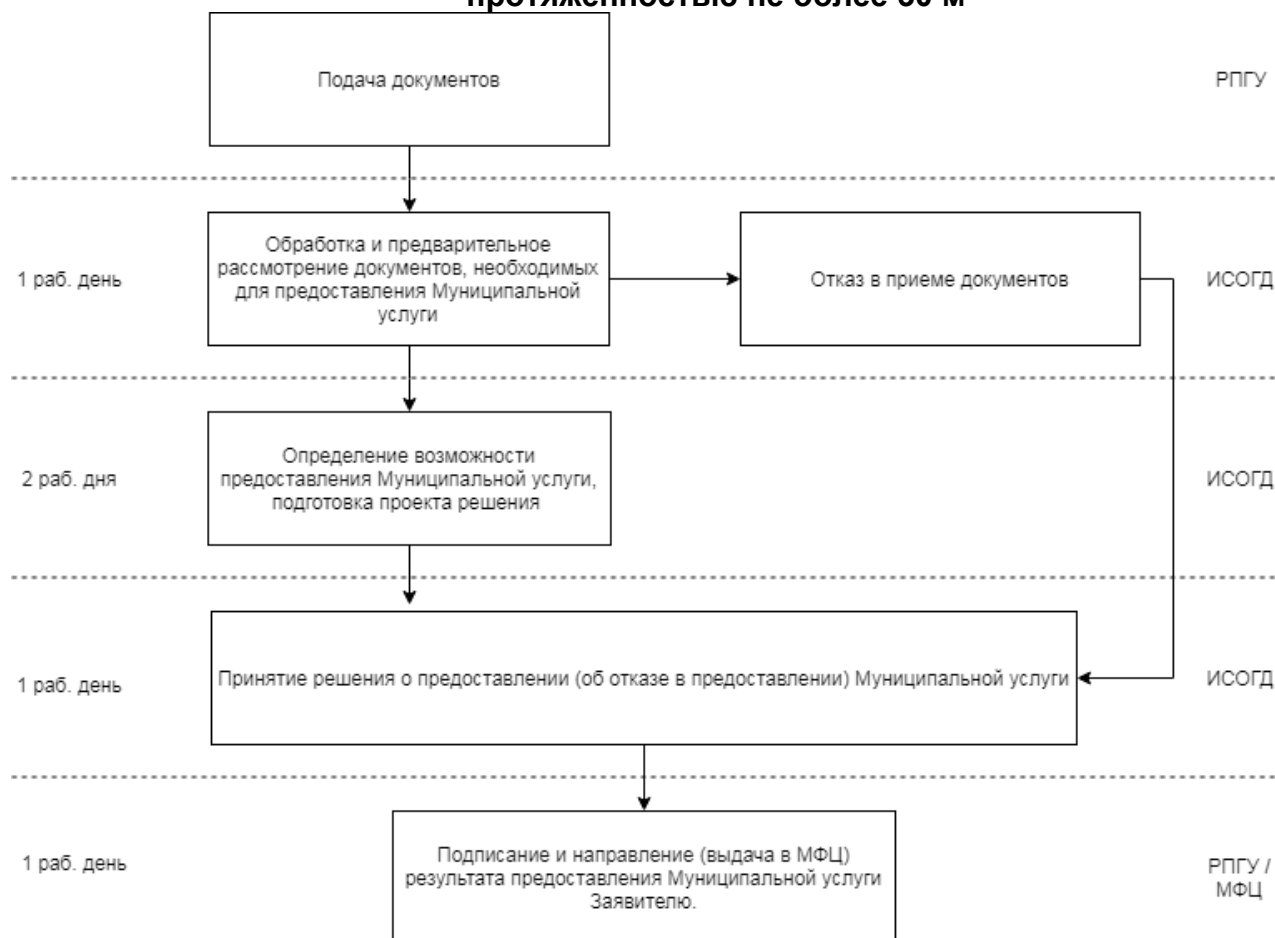 протяженностью не более
Подача документов
РПГУ
1 раб. день
Обработка и предварительное
рассмотрение документов, необходимых
для предоставления Муниципальной
услуги
Отказ в приеме документов
ИСОГД
2 раб. дня
Определение возможности
предоставления Муниципальной услуги,
подготовка проекта решения
ИСОГД
1 раб. день
Принятие решения о предоставлении (об отказе в предоставлении) Муниципальной услуги
ИСОГД
1 раб. день
Подписание и направление (выдача в МФЦ)
результата предоставления Муниципальной услуги
Заявителю.
РПГУ /
МФЦ